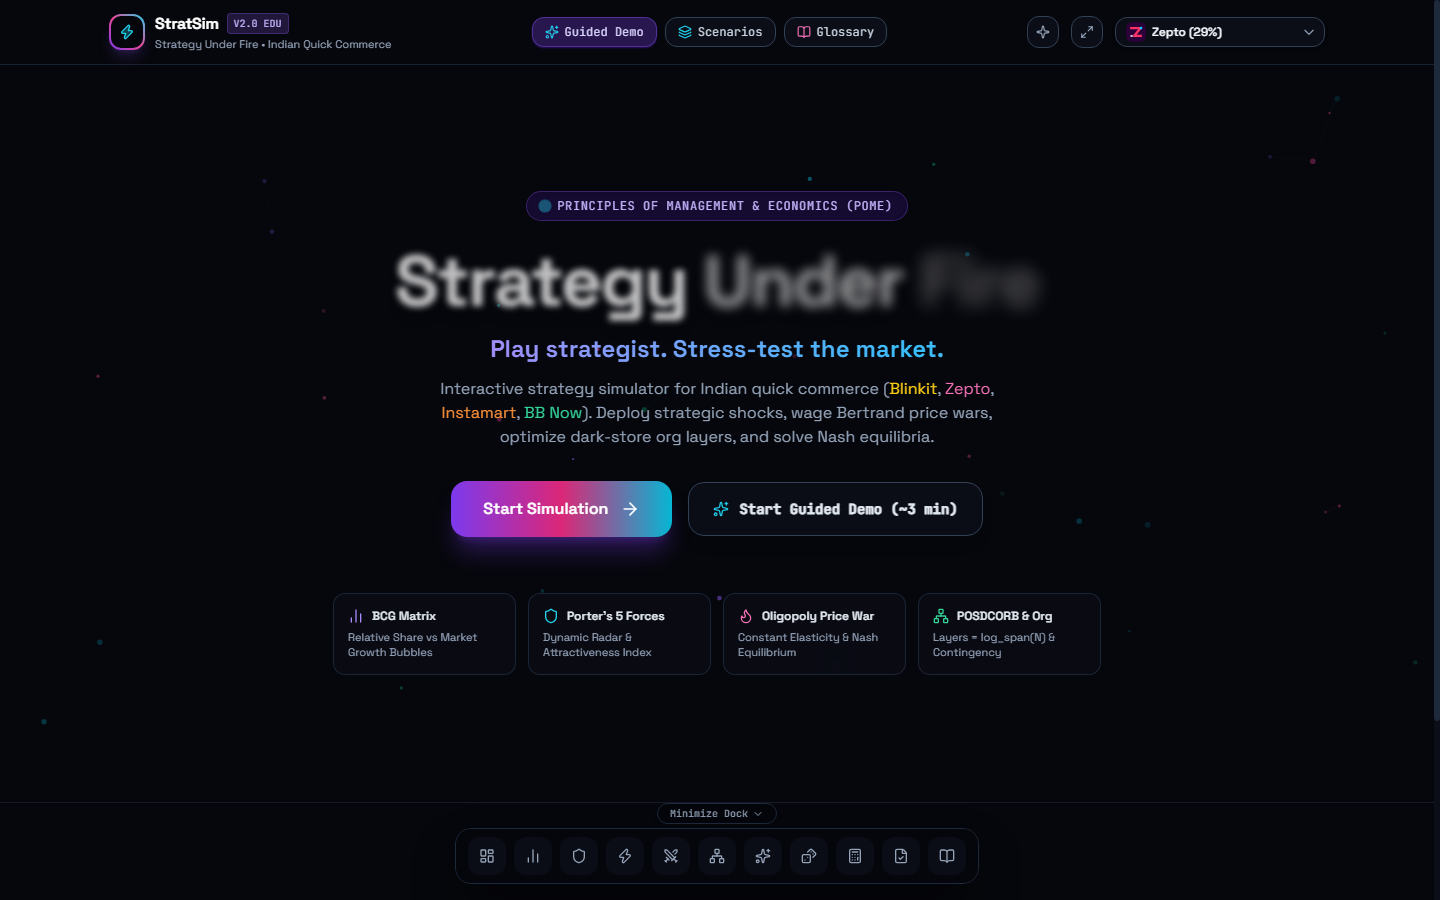 StratSim V2.0 EDU
Strategy Under Fire • Indian Quick Commerce
Guided Demo
Scenarios
Glossary
Zepto (29%)
PRINCIPLES OF MANAGEMENT & ECONOMICS (POME)
Strategy Under Fire
Play strategist. Stress-test the market.
Interactive strategy simulator for Indian quick commerce (Blinkit, Zepto,
Instamart, BB Now). Deploy strategic shocks, wage Bertrand price wars,
optimize dark-store org layers, and solve Nash equilibria.
Start Simulation
Start Guided Demo (~3 min)
BCG Matrix
Relative Share vs Market
Growth Bubbles
Porter's 5 Forces
Dynamic Radar &
Attractiveness Index
Oligopoly Price War
Constant Elasticity & Nash
Equilibrium
POSDCORB & Org
Layers = log_span(N) &
Contingency
Minimize Dock